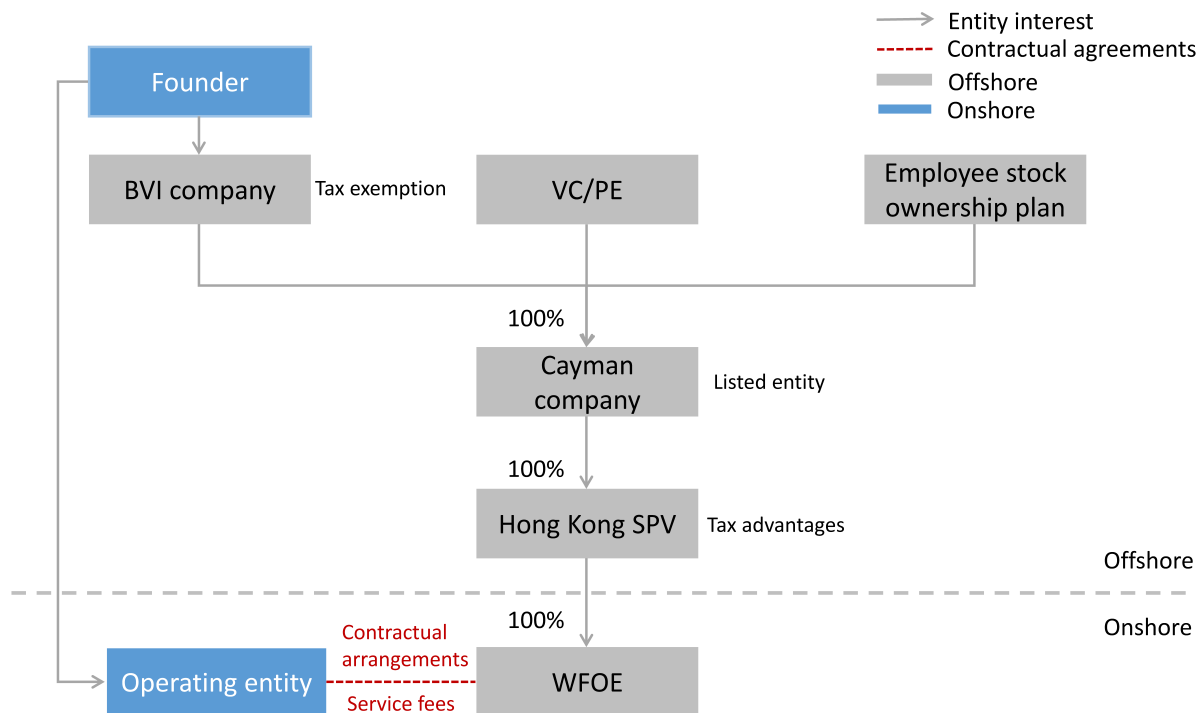 Entity interest
Contractual agreements
Offshore
Onshore
Founder
BVI company
Tax exemption
VC/PE
Employee stock
ownership plan
100%
Cayman
company
Listed entity
100%
Hong Kong SPV
Tax advantages
Offshore
100%
Onshore
Contractual
arrangements
Operating entity
WFOE
Service fees